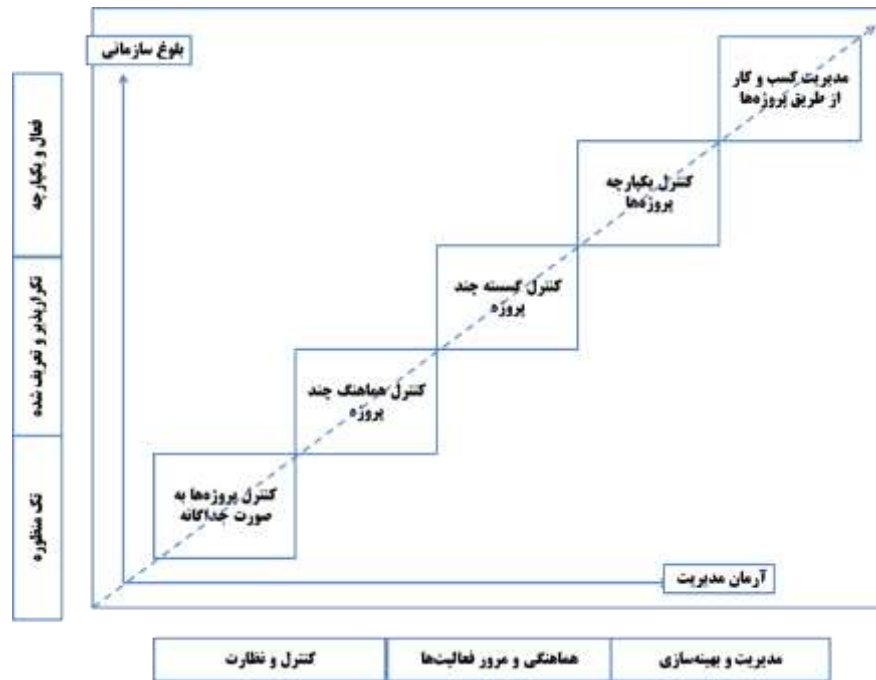 بلوغ سازمانی
مدیریت کسب و کار
از طریق پروژه‌ها
کنترل یکپارچه
پروژه‌ها
کنترل گسسته چند
پروژه
کنترل هماهنگ چند
پروژه
کنترل پروژه‌ها به
صورت جداگانه
آرمان مدیریت
فعال و یکپارچه
تکرارپذیر و تعریف شده
تک منظوره
کنترل و نظارت
هماهنگی و مرور فعالیت‌ها
مدیریت و بهینه‌سازی